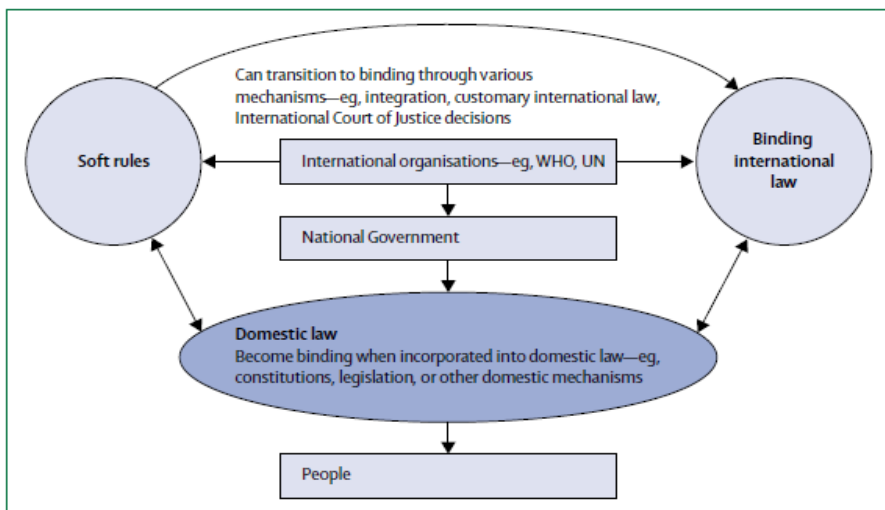 Can transition to binding through various
mechanisms—eg, integration, customary international law,
International Court of Justice decisions
Soft rules
International organisations—eg, WHO, UN
Binding
international
law
National Government
Domestic law
Become binding when incorporated into domestic law—eg,
constitutions, legislation, or other domestic mechanisms
People